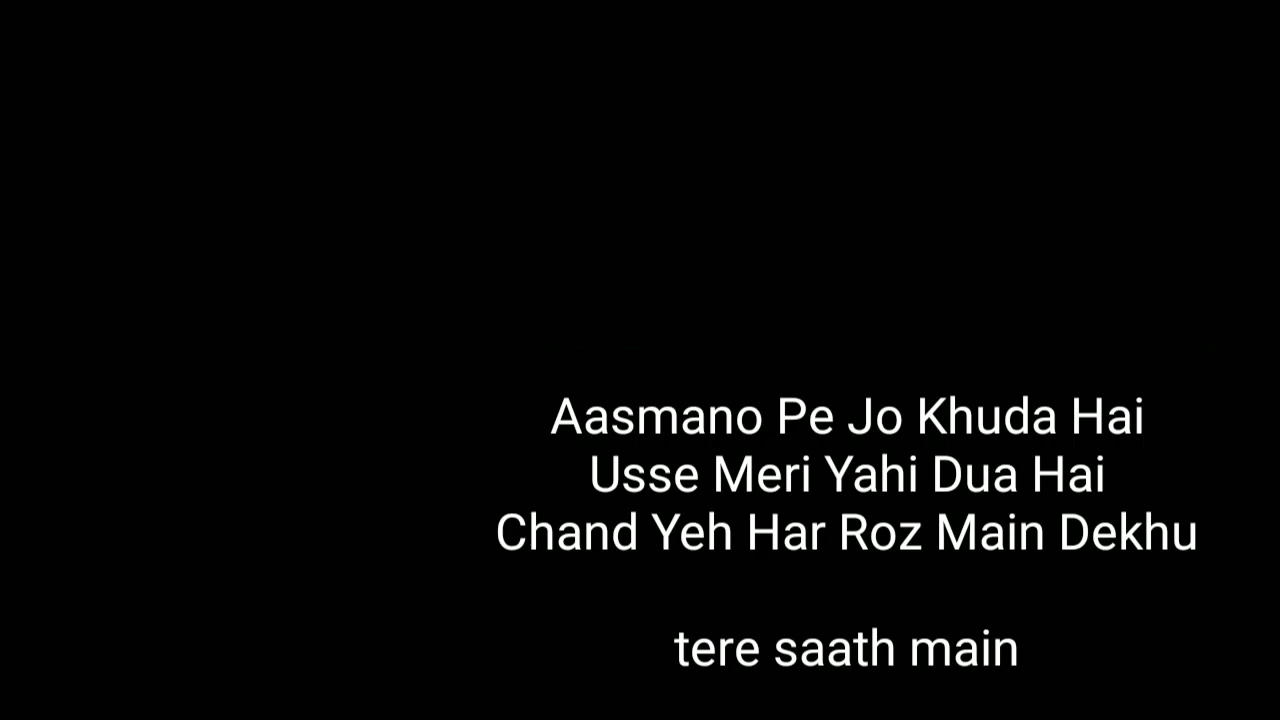 Aasmano Pe Jo Khuda Hai
Usse Meri Yahi Dua Hai
Chand Yeh Har Roz Main Dekhu
tere saath main